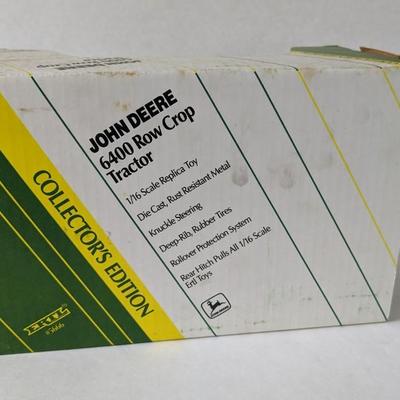 JOHN DEERE
6400 Row Crop
Tractor
1/16 Scale Replica Toy
Die Cast, Rust Resistant Metal
Knuckle Steering
Deep-Rib, Rubber Tires
Rollover Protection System
Rear Hitch Pulls All 1/16 Scale
Ertl Toys
COLLECTOR'S EDITION
ERTL®
#5666